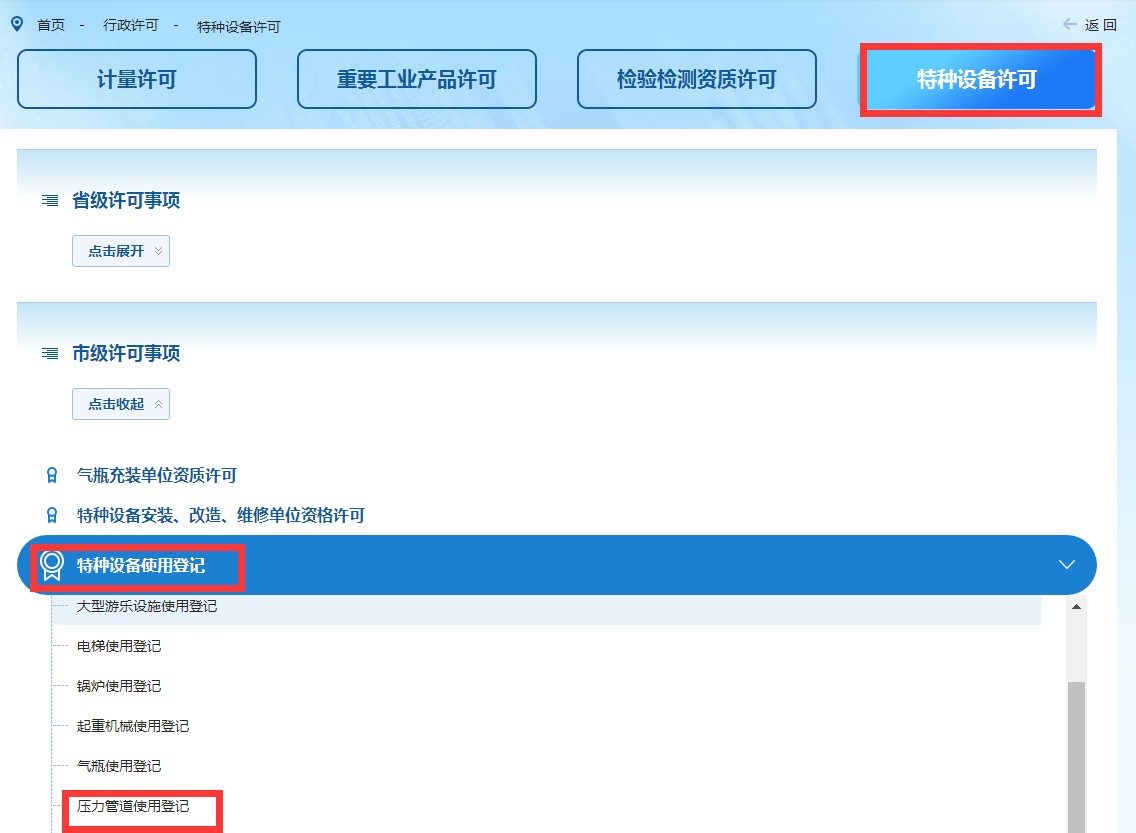 首页 - 行政许可 - 特种设备许可 返回
计量许可 重要工业产品许可 检验检测资质许可 特种设备许可
省级许可事项
点击展开
市级许可事项
点击收起
气瓶充装单位资质许可
特种设备安装、改造、维修单位资格许可
特种设备使用登记
大型游乐设施使用登记
电梯使用登记
锅炉使用登记
起重机械使用登记
气瓶使用登记
压力管道使用登记